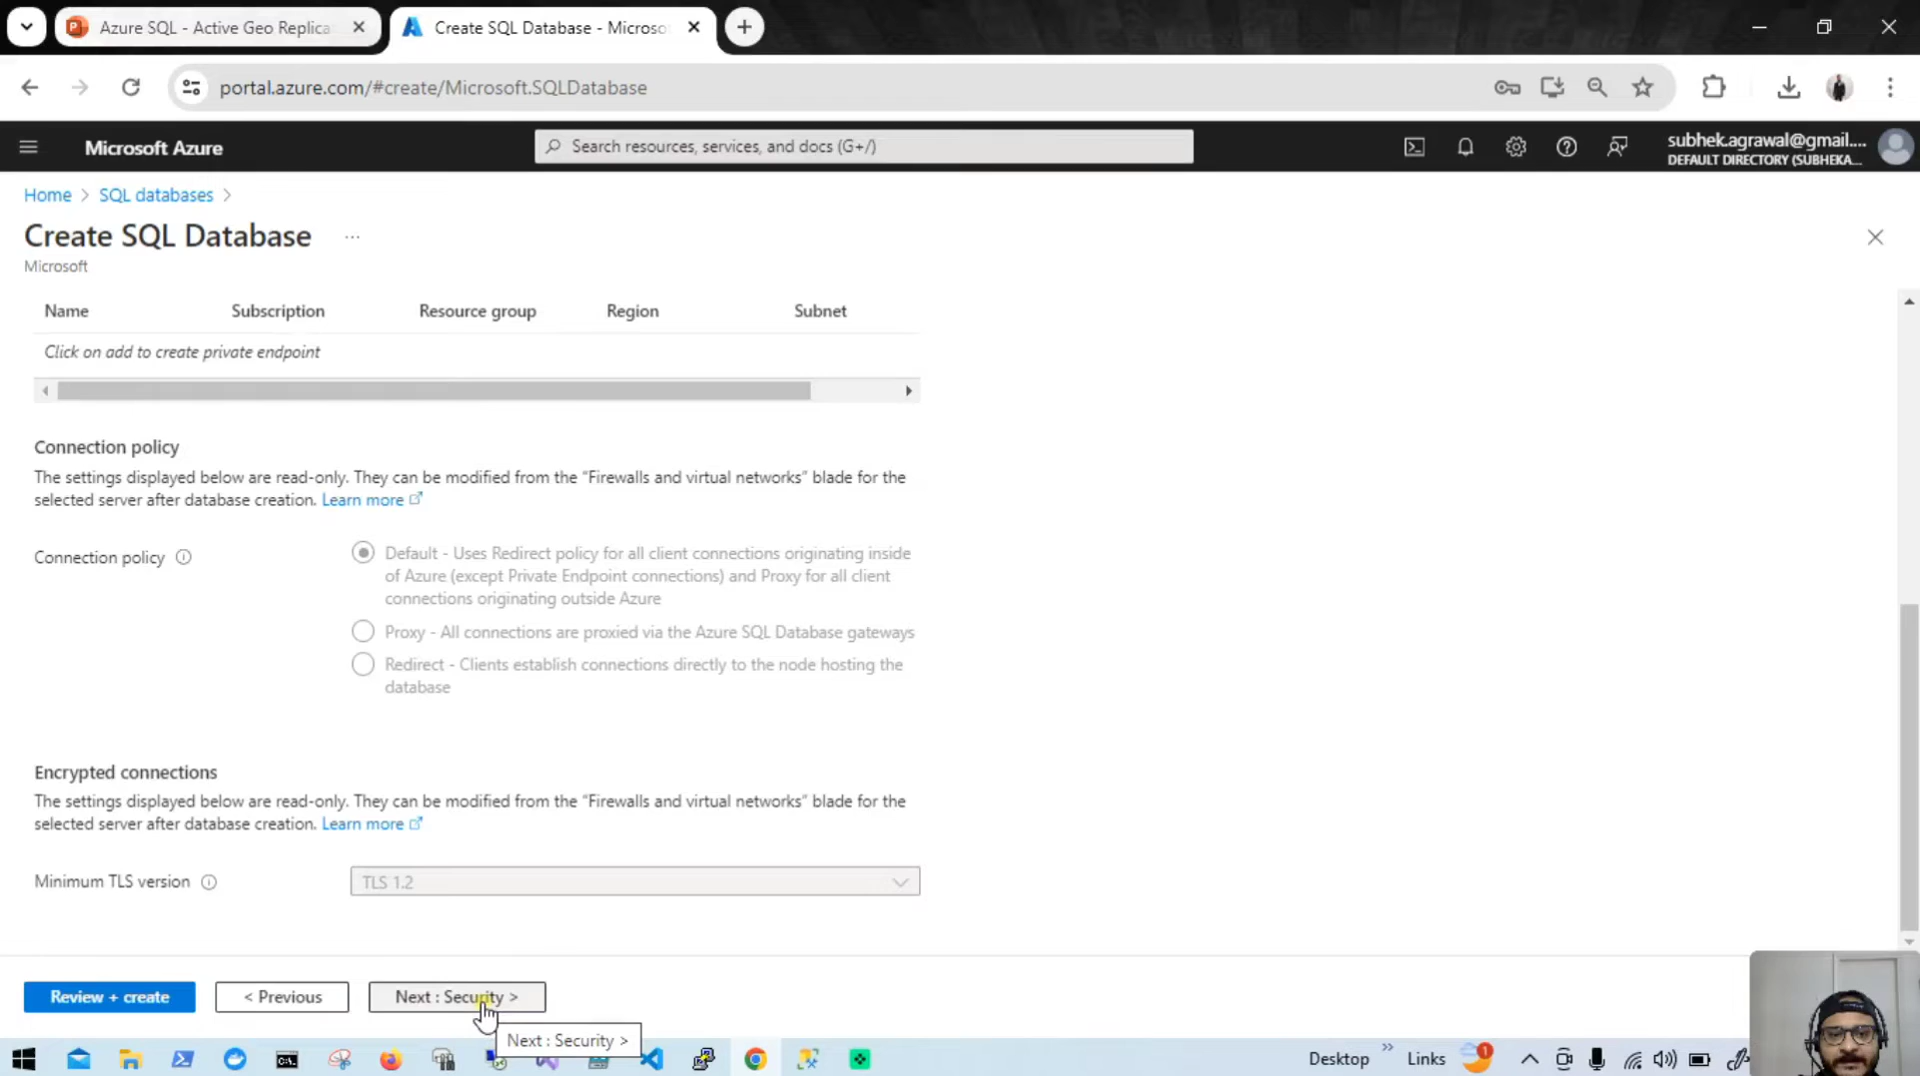 Azure SQL - Active Geo Replica
Create SQL Database - Microso
portal.azure.com/#create/Microsoft.SQLDatabase
Microsoft Azure
Search resources, services, and docs (G+/)
subhek.agrawal@gmail....
DEFAULT DIRECTORY (SUBHEKA...
Home > SQL databases >
Create SQL Database ...
Microsoft
Name Subscription Resource group Region Subnet
Click on add to create private endpoint
Connection policy
The settings displayed below are read-only. They can be modified from the “Firewalls and virtual networks” blade for the
selected server after database creation. Learn more
Connection policy
Default - Uses Redirect policy for all client connections originating inside
of Azure (except Private Endpoint connections) and Proxy for all client
connections originating outside Azure
Proxy - All connections are proxied via the Azure SQL Database gateways
Redirect - Clients establish connections directly to the node hosting the
database
Encrypted connections
The settings displayed below are read-only. They can be modified from the “Firewalls and virtual networks” blade for the
selected server after database creation. Learn more
Minimum TLS version
TLS 1.2
Review + create
< Previous
Next : Security >
Next : Security >
Desktop
Links
1